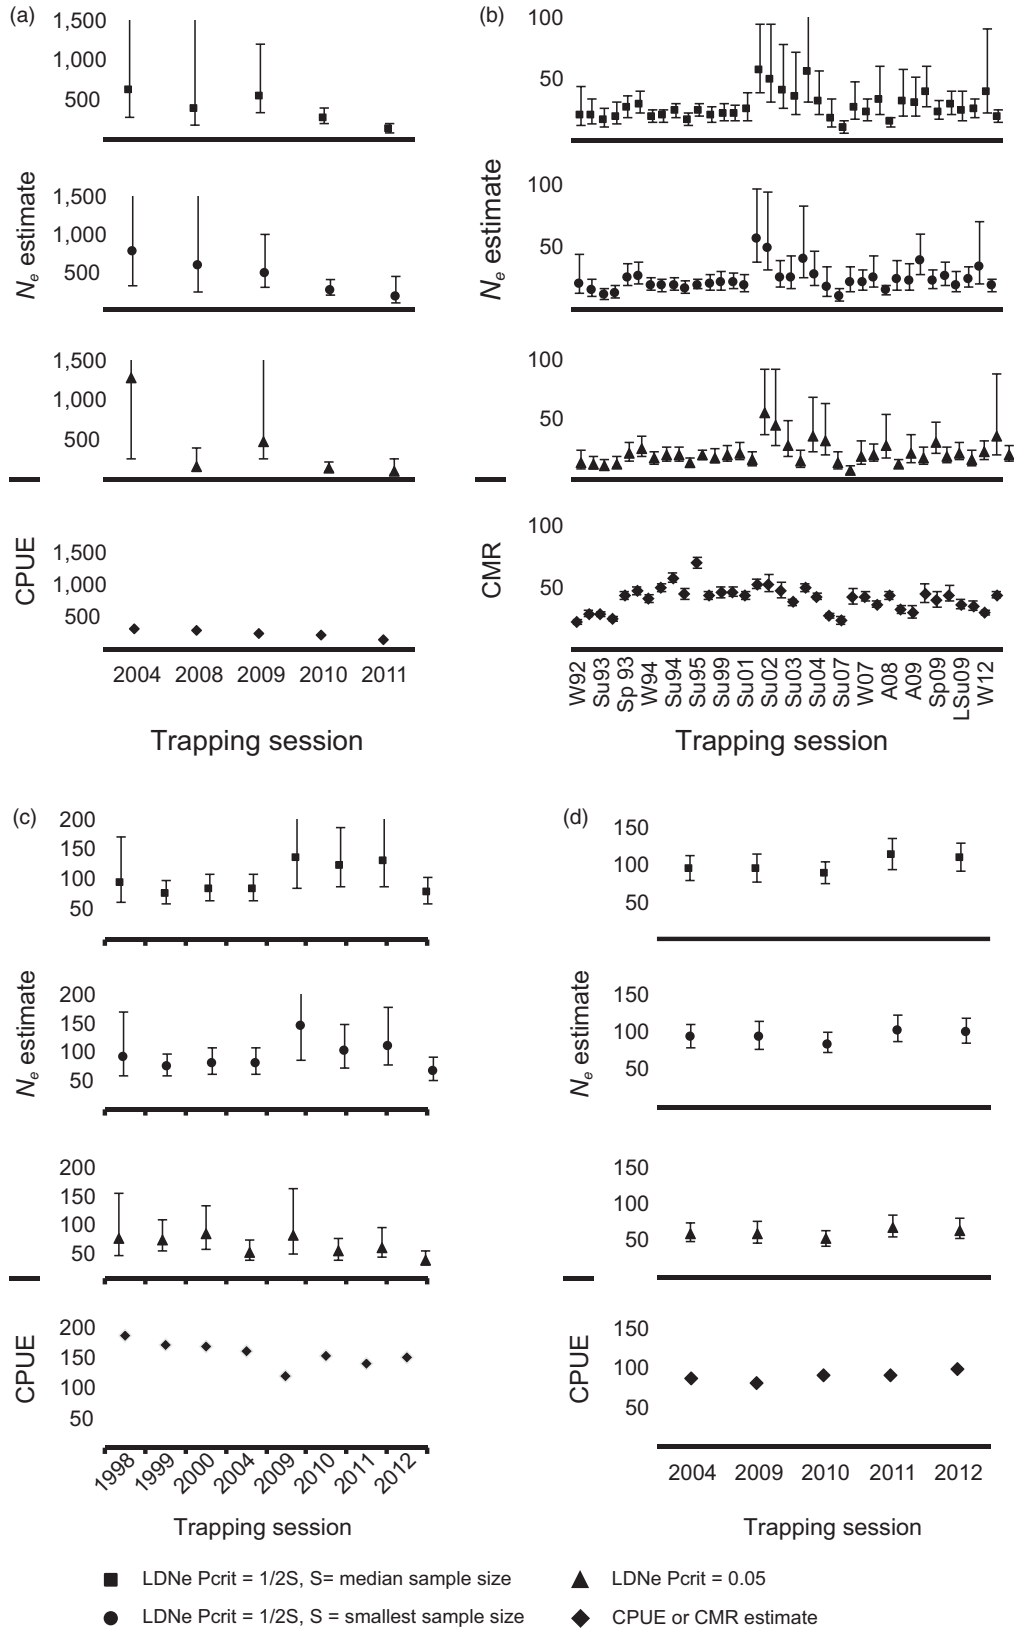 (a)
1,500
1,000
500
1,500
1,000
500
Ne estimate
1,500
1,000
500
1,500
1,000
500
CPUE
2004 2008 2009 2010 2011
Trapping session
(b)
100
50
100
50
Ne estimate
100
50
100
50
CMR
W92 Su93 Sp 93 W94 Su94 Su95 Su99 Su01 Su02 Su03 Su04 Su07 W07 A08 A09 Sp09 LSu09 W12
Trapping session
(c)
200
150
100
50
200
150
100
50
Ne estimate
200
150
100
50
200
150
100
50
CPUE
1998 1999 2000 2004 2009 2010 2011 2012
Trapping session
(d)
150
100
50
150
100
50
Ne estimate
150
100
50
150
100
50
CPUE
2004 2009 2010 2011 2012
Trapping session
LDNe Pcrit = 1/2S, S= median sample size
LDNe Pcrit = 0.05
LDNe Pcrit = 1/2S, S = smallest sample size
CPUE or CMR estimate